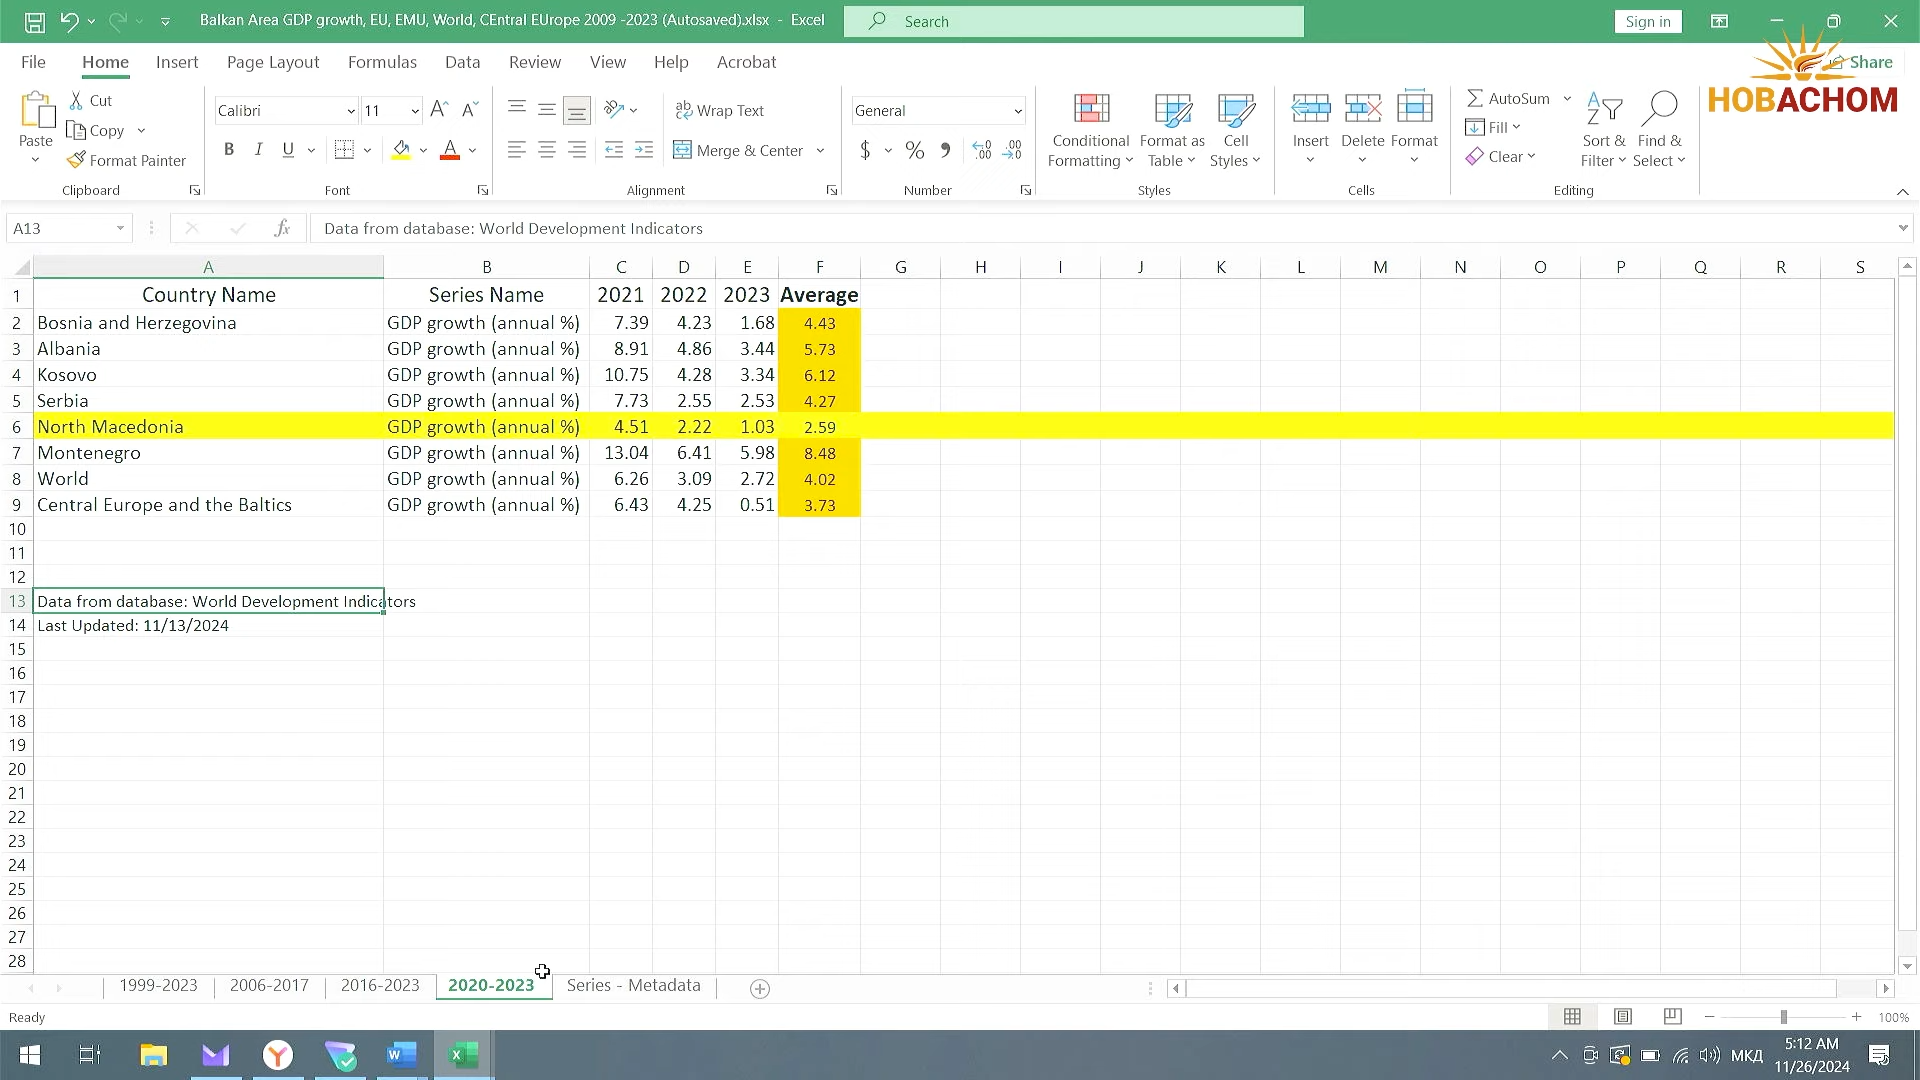 Balkan Area GDP growth, EU, EMU, World, CEntral EUrope 2009 -2023 (Autosaved).xlsx - Excel
Search
Sign in
File Home Insert Page Layout Formulas Data Review View Help Acrobat
Share
HOBACHOM
Paste
Cut
Copy
Format Painter
Clipboard
Calibri 11
B I U
Font
Wrap Text
Merge & Center
Alignment
General
$ % 9
Number
Conditional Formatting
Format as Table
Cell Styles
Styles
Insert Delete Format
Cells
AutoSum
Fill
Clear
Sort & Filter
Find & Select
Editing
A13 fx Data from database: World Development Indicators
A B C D E F G H I J K L M N O P Q R S
1 Country Name Series Name 2021 2022 2023 Average
2 Bosnia and Herzegovina GDP growth (annual %) 7.39 4.23 1.68 4.43
3 Albania GDP growth (annual %) 8.91 4.86 3.44 5.73
4 Kosovo GDP growth (annual %) 10.75 4.28 3.34 6.12
5 Serbia GDP growth (annual %) 7.73 2.55 2.53 4.27
6 North Macedonia GDP growth (annual %) 4.51 2.22 1.03 2.59
7 Montenegro GDP growth (annual %) 13.04 6.41 5.98 8.48
8 World GDP growth (annual %) 6.26 3.09 2.72 4.02
9 Central Europe and the Baltics GDP growth (annual %) 6.43 4.25 0.51 3.73
10
11
12
13 Data from database: World Development Indicators
14 Last Updated: 11/13/2024
15
16
17
18
19
20
21
22
23
24
25
26
27
28
1999-2023 2006-2017 2016-2023 2020-2023 Series - Metadata
Ready
100%
МКД
5:12 AM
11/26/2024